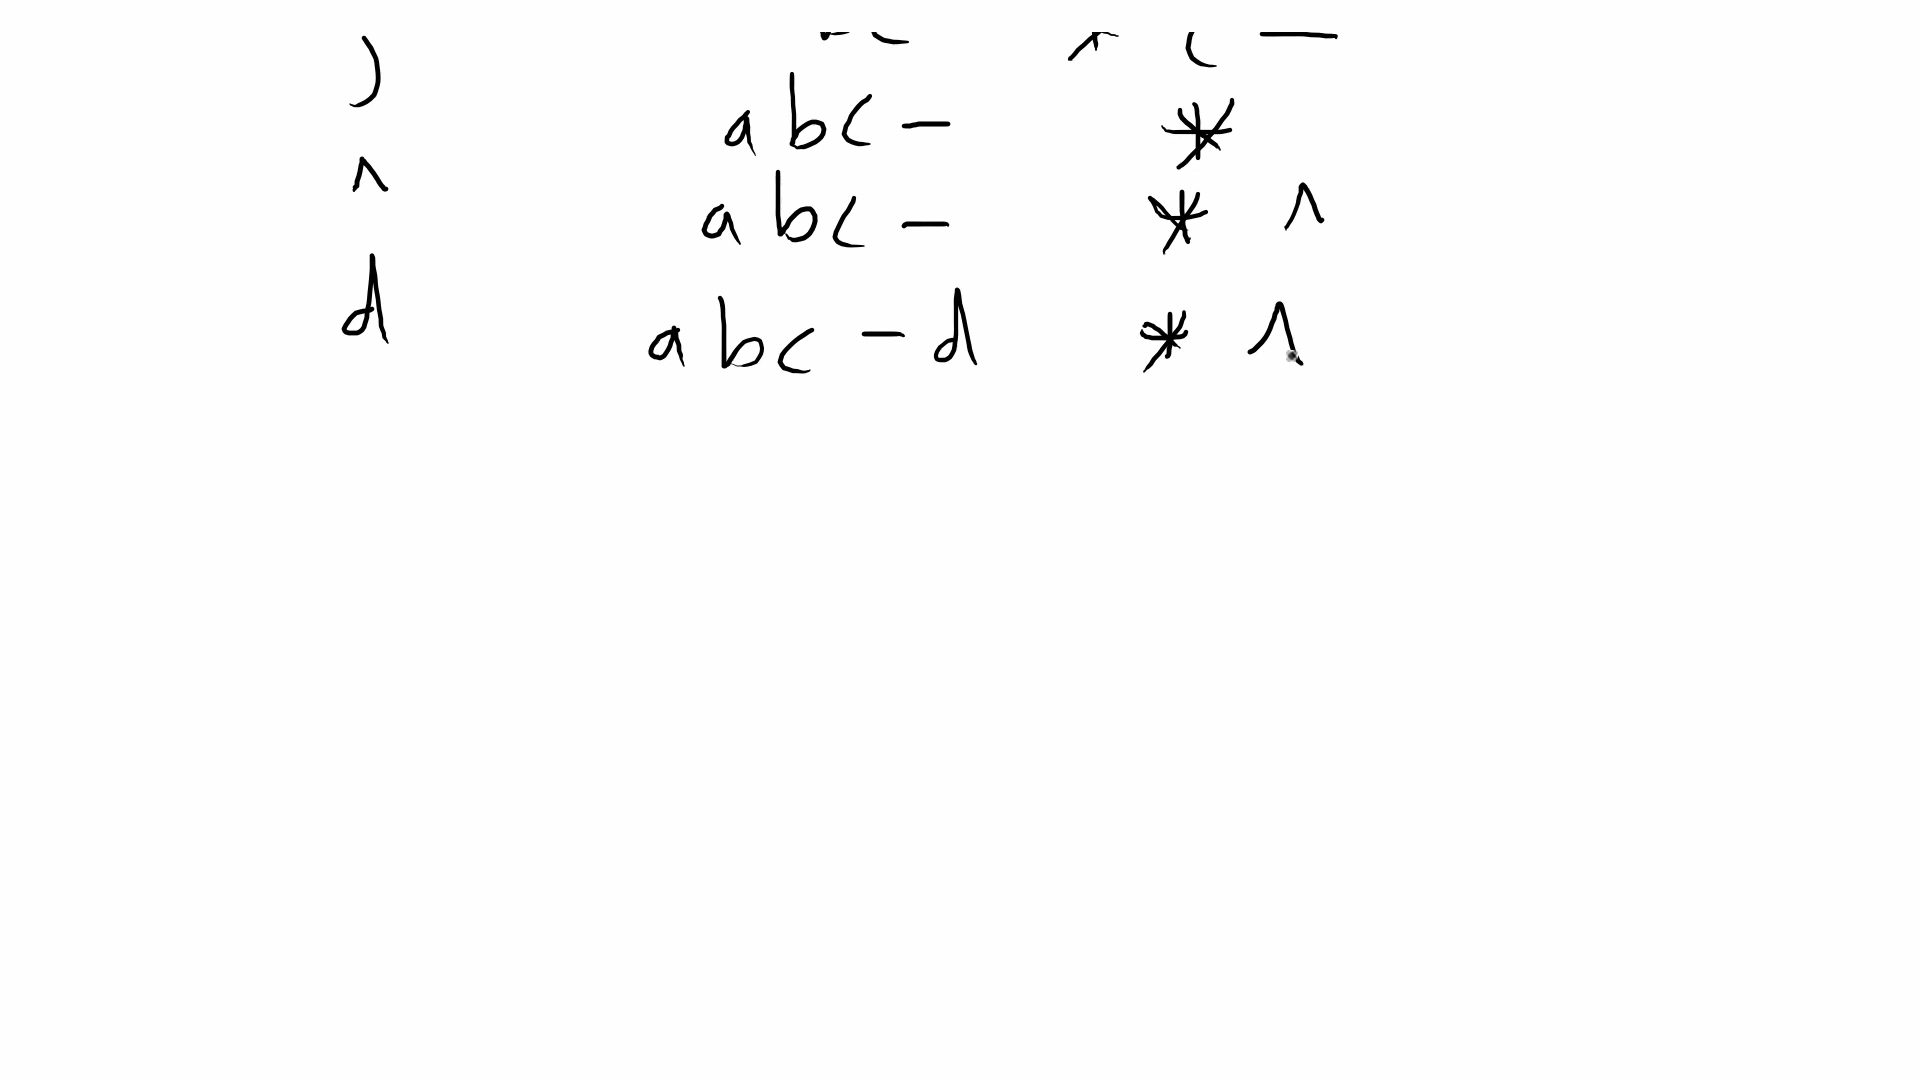 ) abc- *
^ abc- * ^
d abc-d * ^